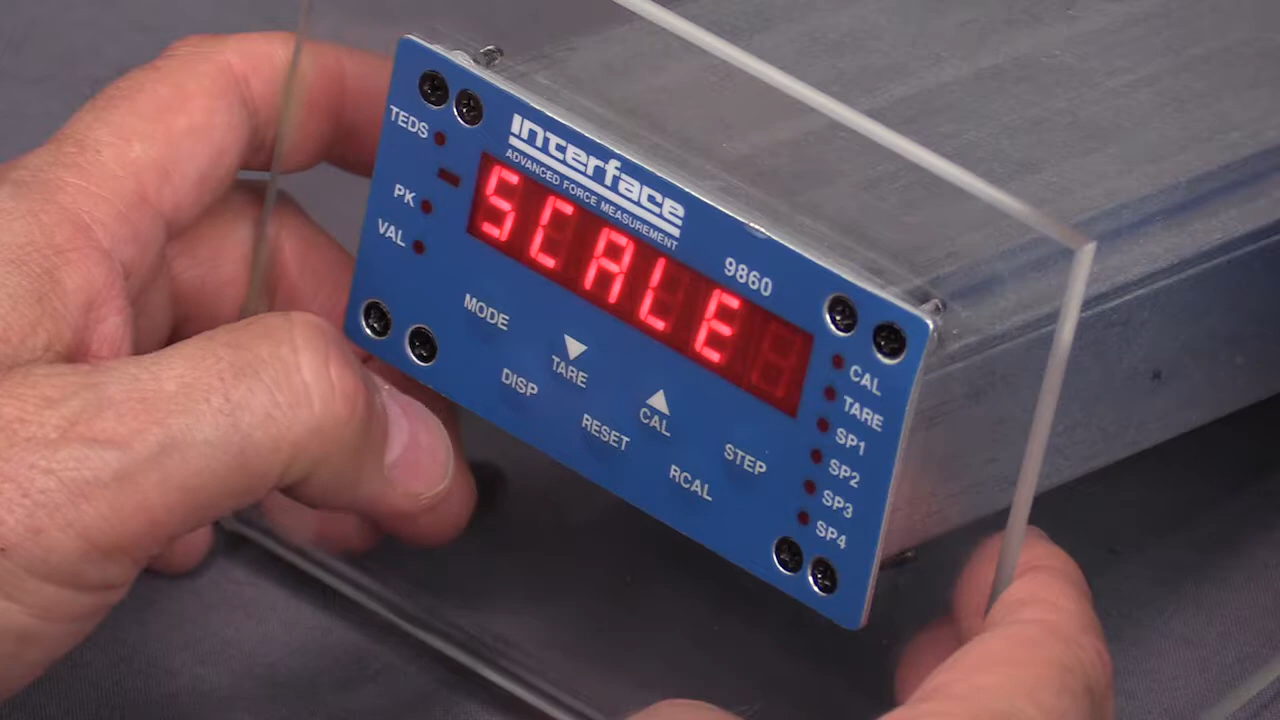 interface
ADVANCED FORCE MEASUREMENT
9860
TEDS
PK
VAL
SCALE
MODE
▼
TARE
DISP
▲
CAL
RESET
STEP
RCAL
CAL
TARE
SP1
SP2
SP3
SP4